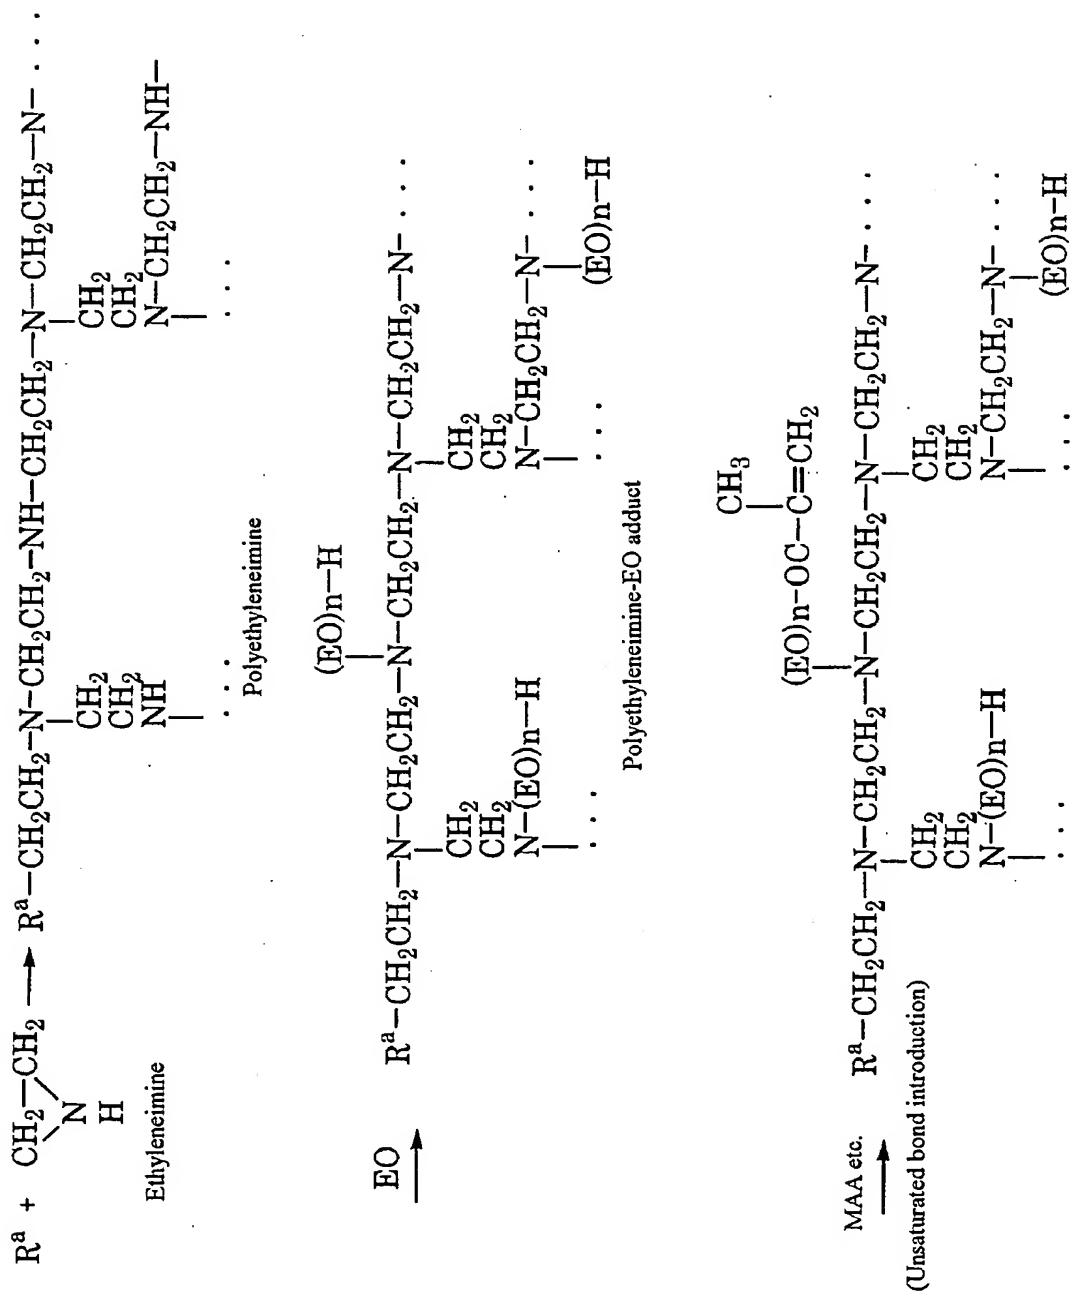 Rᵃ + CH₂—CH₂ ⟶ Rᵃ—CH₂CH₂—N—CH₂CH₂—NH—CH₂CH₂—N—CH₂CH₂—N— · · · ·
N
H
CH₂ CH₂
CH₂ CH₂
NH N—CH₂CH₂—NH—
· · · · · ·
Ethyleneimine
Polyethyleneimine
(EO)n—H
EO ⟶ Rᵃ—CH₂CH₂—N—CH₂CH₂—N—CH₂CH₂—N—CH₂CH₂—N— · · · ·
CH₂ CH₂
CH₂ CH₂
N—(EO)n—H N—CH₂CH₂—N— · · · ·
· · · · · · (EO)n—H
Polyethyleneimine-EO adduct
CH₃
(EO)n—OC—C=CH₂
MAA etc. ⟶ Rᵃ—CH₂CH₂—N—CH₂CH₂—N—CH₂CH₂—N—CH₂CH₂—N— · · · ·
(Unsaturated bond introduction)
CH₂ CH₂
CH₂ CH₂
N—(EO)n—H N—CH₂CH₂—N— · · · ·
· · · · · · (EO)n—H